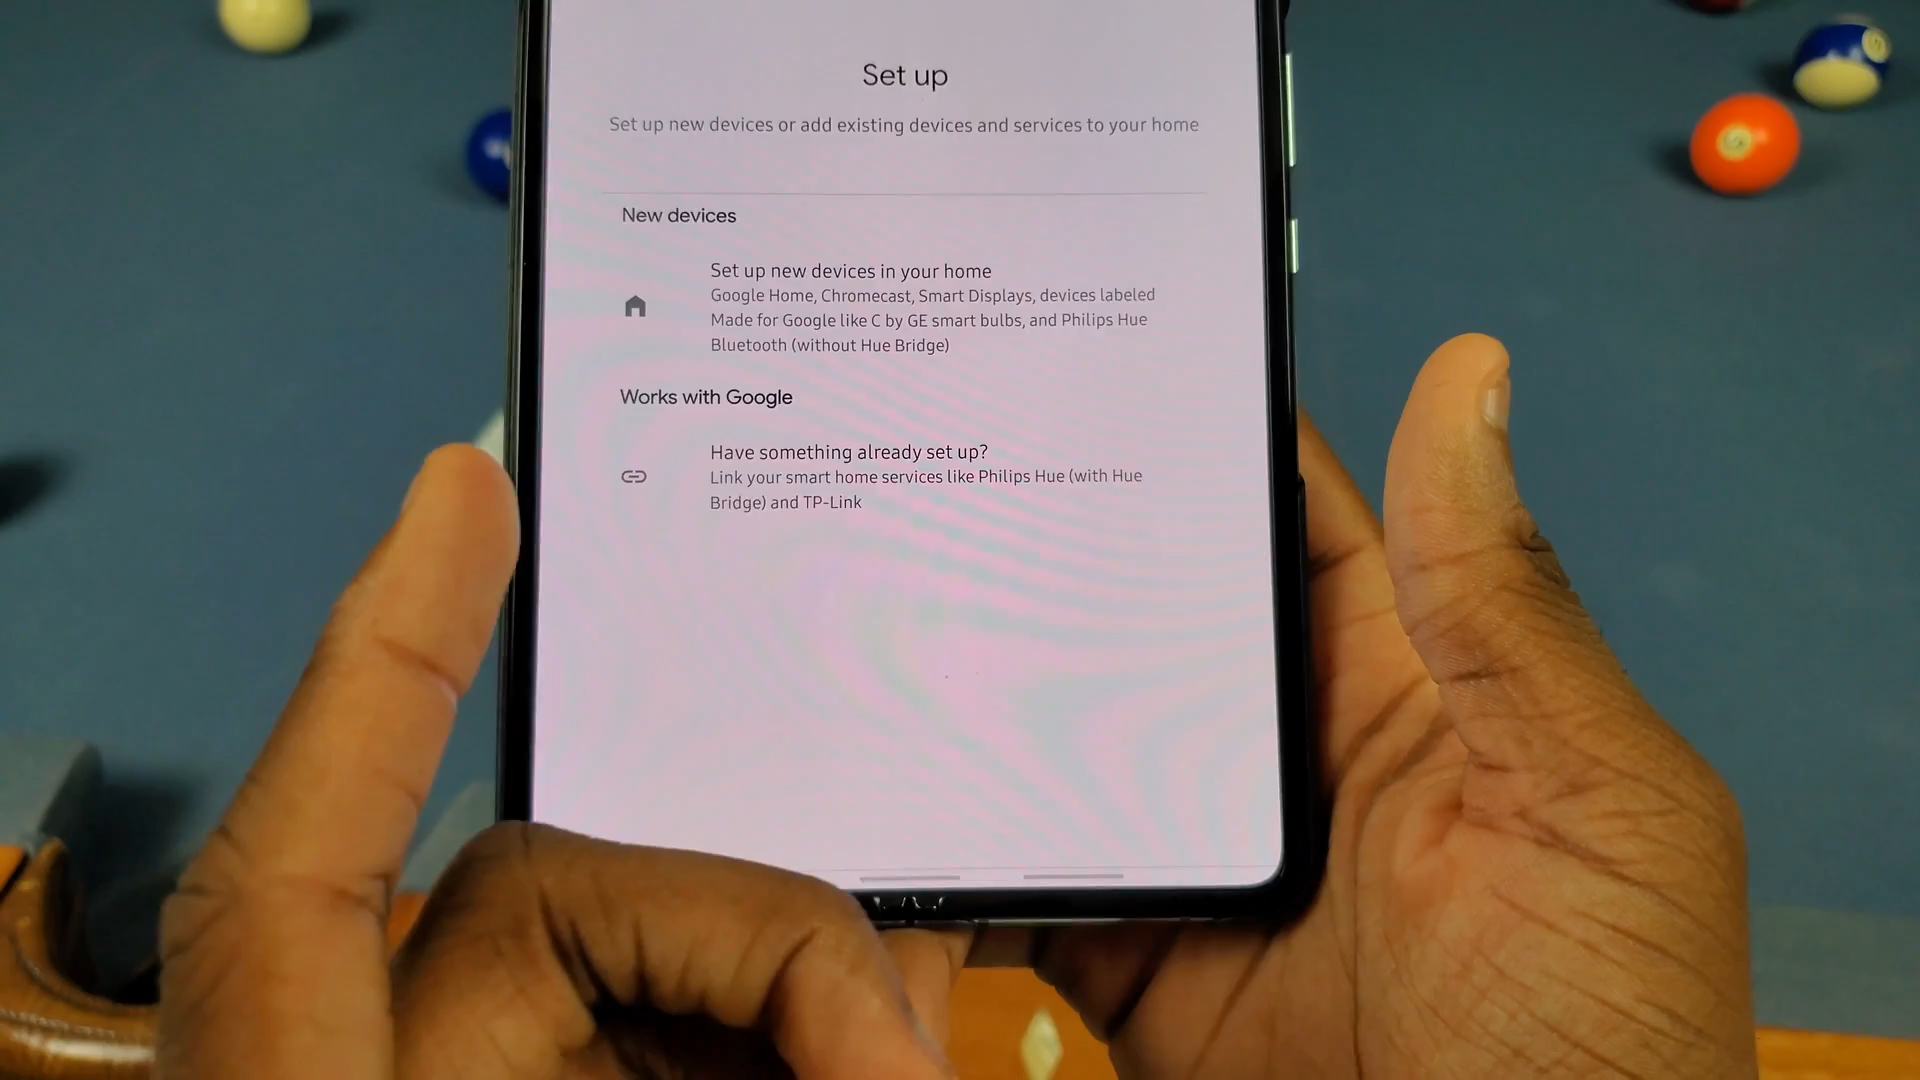 Set up
Set up new devices or add existing devices and services to your home
New devices
Set up new devices in your home
Google Home, Chromecast, Smart Displays, devices labeled
Made for Google like C by GE smart bulbs, and Philips Hue
Bluetooth (without Hue Bridge)
Works with Google
Have something already set up?
Link your smart home services like Philips Hue (with Hue
Bridge) and TP-Link